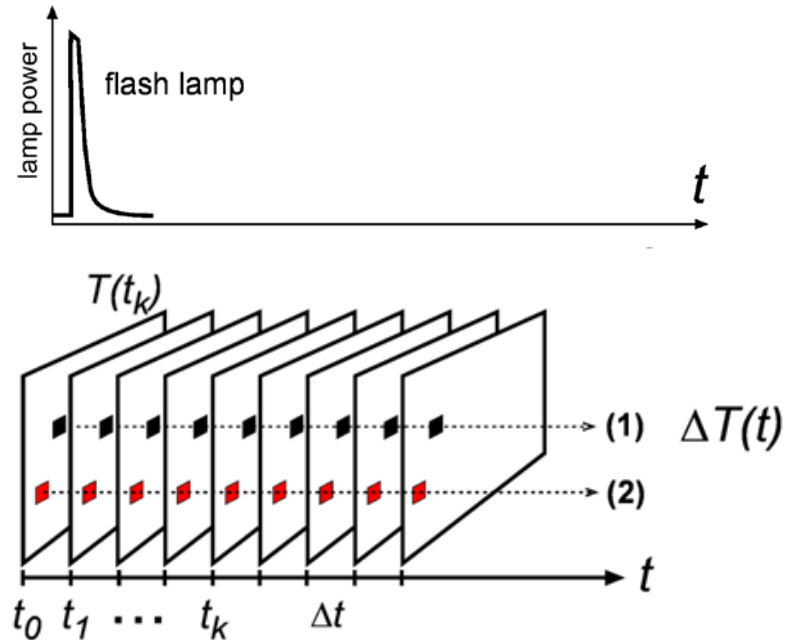 lamp power
flash lamp
t
T(tₖ)
(1) ΔT(t)
(2)
t
t₀ t₁ ... tₖ Δt